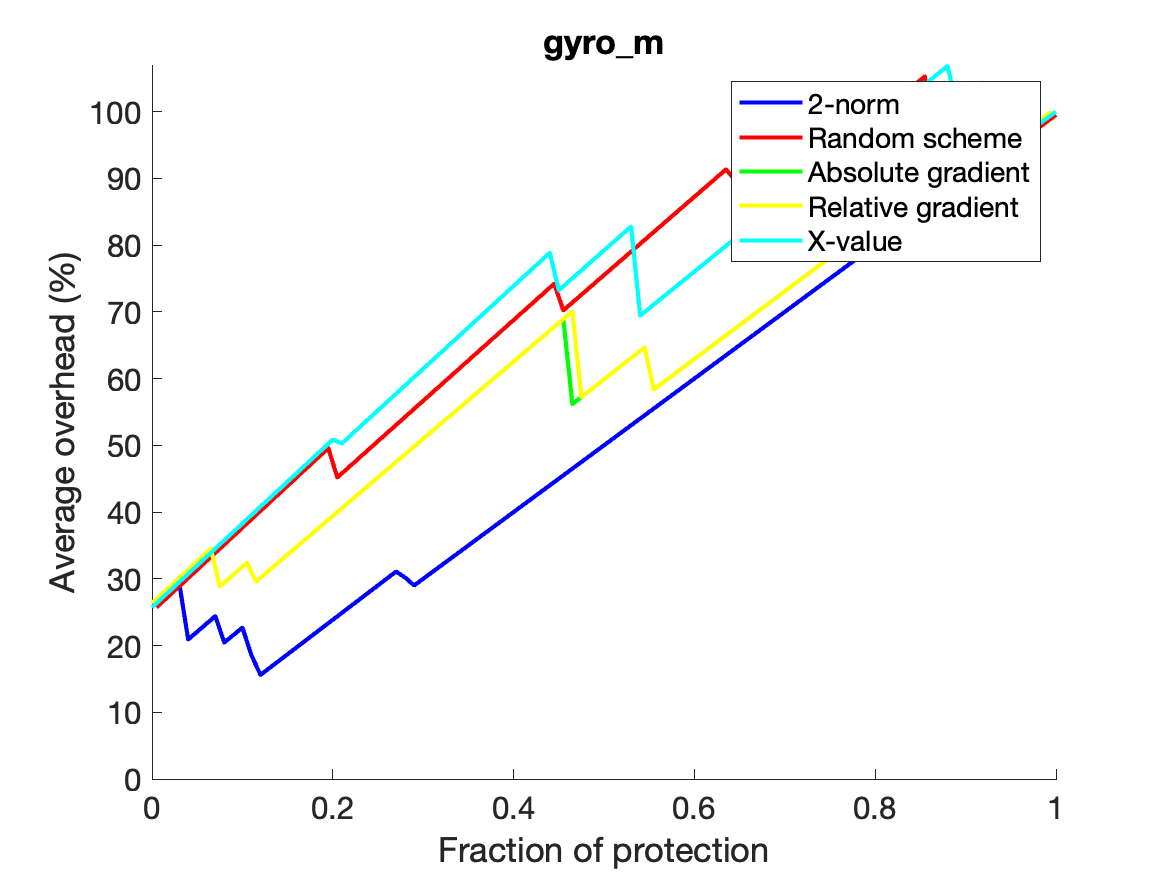 gyro_m
2-norm
Random scheme
Absolute gradient
Relative gradient
X-value
Average overhead (%)
100
90
80
70
60
50
40
30
20
10
0
0 0.2 0.4 0.6 0.8 1
Fraction of protection